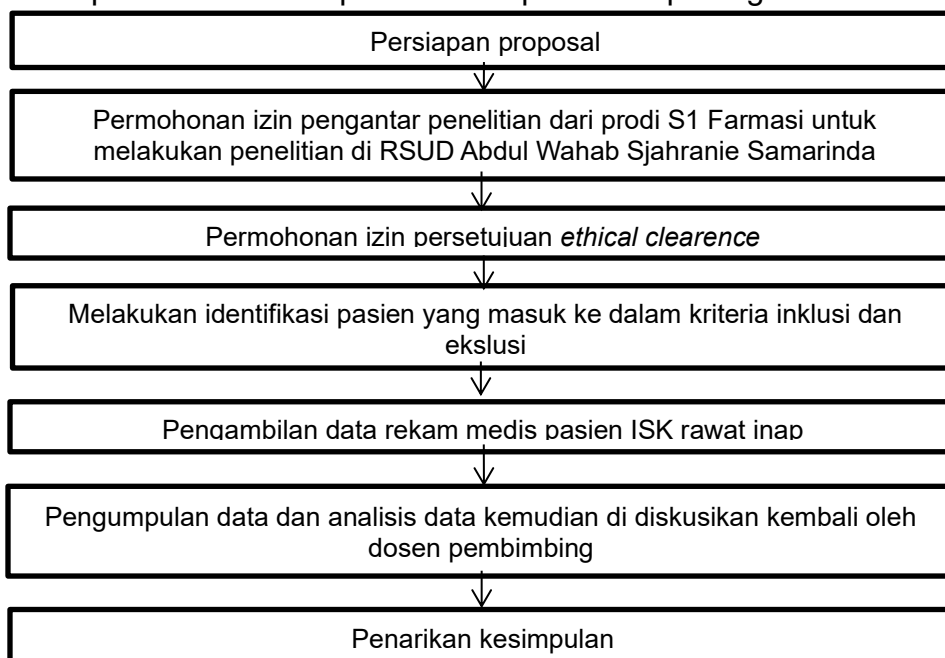 Persiapan proposal
Permohonan izin pengantar penelitian dari prodi S1 Farmasi untuk
melakukan penelitian di RSUD Abdul Wahab Sjahranie Samarinda
Permohonan izin persetujuan ethical clearence
Melakukan identifikasi pasien yang masuk ke dalam kriteria inklusi dan
ekslusi
Pengambilan data rekam medis pasien ISK rawat inap
Pengumpulan data dan analisis data kemudian di diskusikan kembali oleh
dosen pembimbing
Penarikan kesimpulan